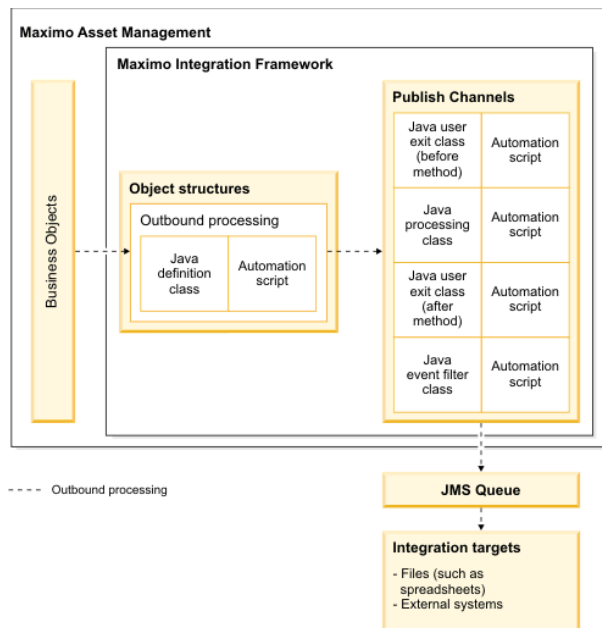 Maximo Asset Management
Maximo Integration Framework
Business Objects
Object structures
Outbound processing
Java
definition
class
Automation
script
Publish Channels
Java user
exit class
(before
method)
Automation
script
Java
processing
class
Automation
script
Java user
exit class
(after
method)
Automation
script
Java
event filter
class
Automation
script
Outbound processing
JMS Queue
Integration targets
- Files (such as
spreadsheets)
- External systems